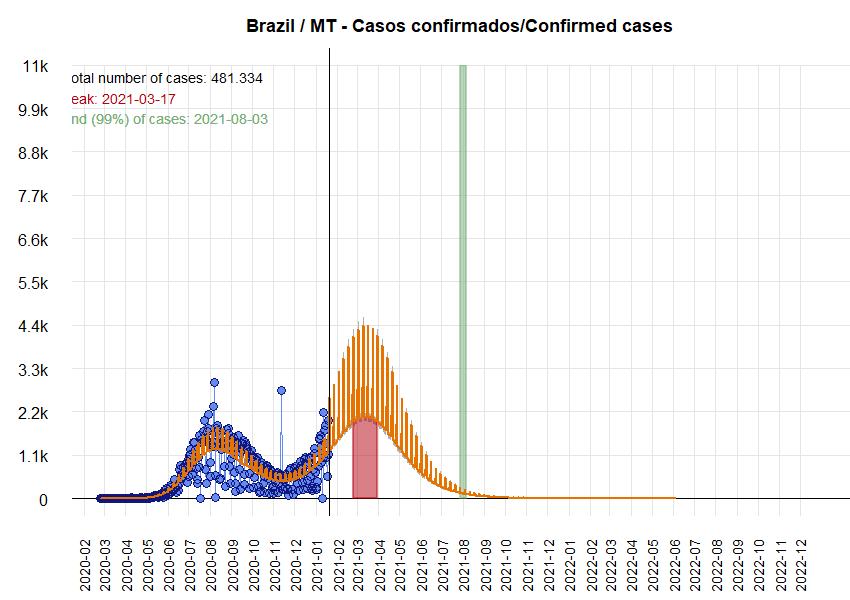 Brazil / MT - Casos confirmados/Confirmed cases
11k
otal number of cases: 481.334
eak: 2021-03-17
9.9k
nd (99%) of cases: 2021-08-03
8.8k
7.7k
6.6k
5.5k
4.4k
3.3k
2.2k
1.1k
0
2020-02 2020-03 2020-04 2020-05 2020-06 2020-07 2020-08 2020-09 2020-10 2020-11 2020-12 2021-01 2021-02 2021-03 2021-04 2021-05 2021-06 2021-07 2021-08 2021-09 2021-10 2021-11 2021-12 2022-01 2022-02 2022-03 2022-04 2022-05 2022-06 2022-07 2022-08 2022-09 2022-10 2022-11 2022-12